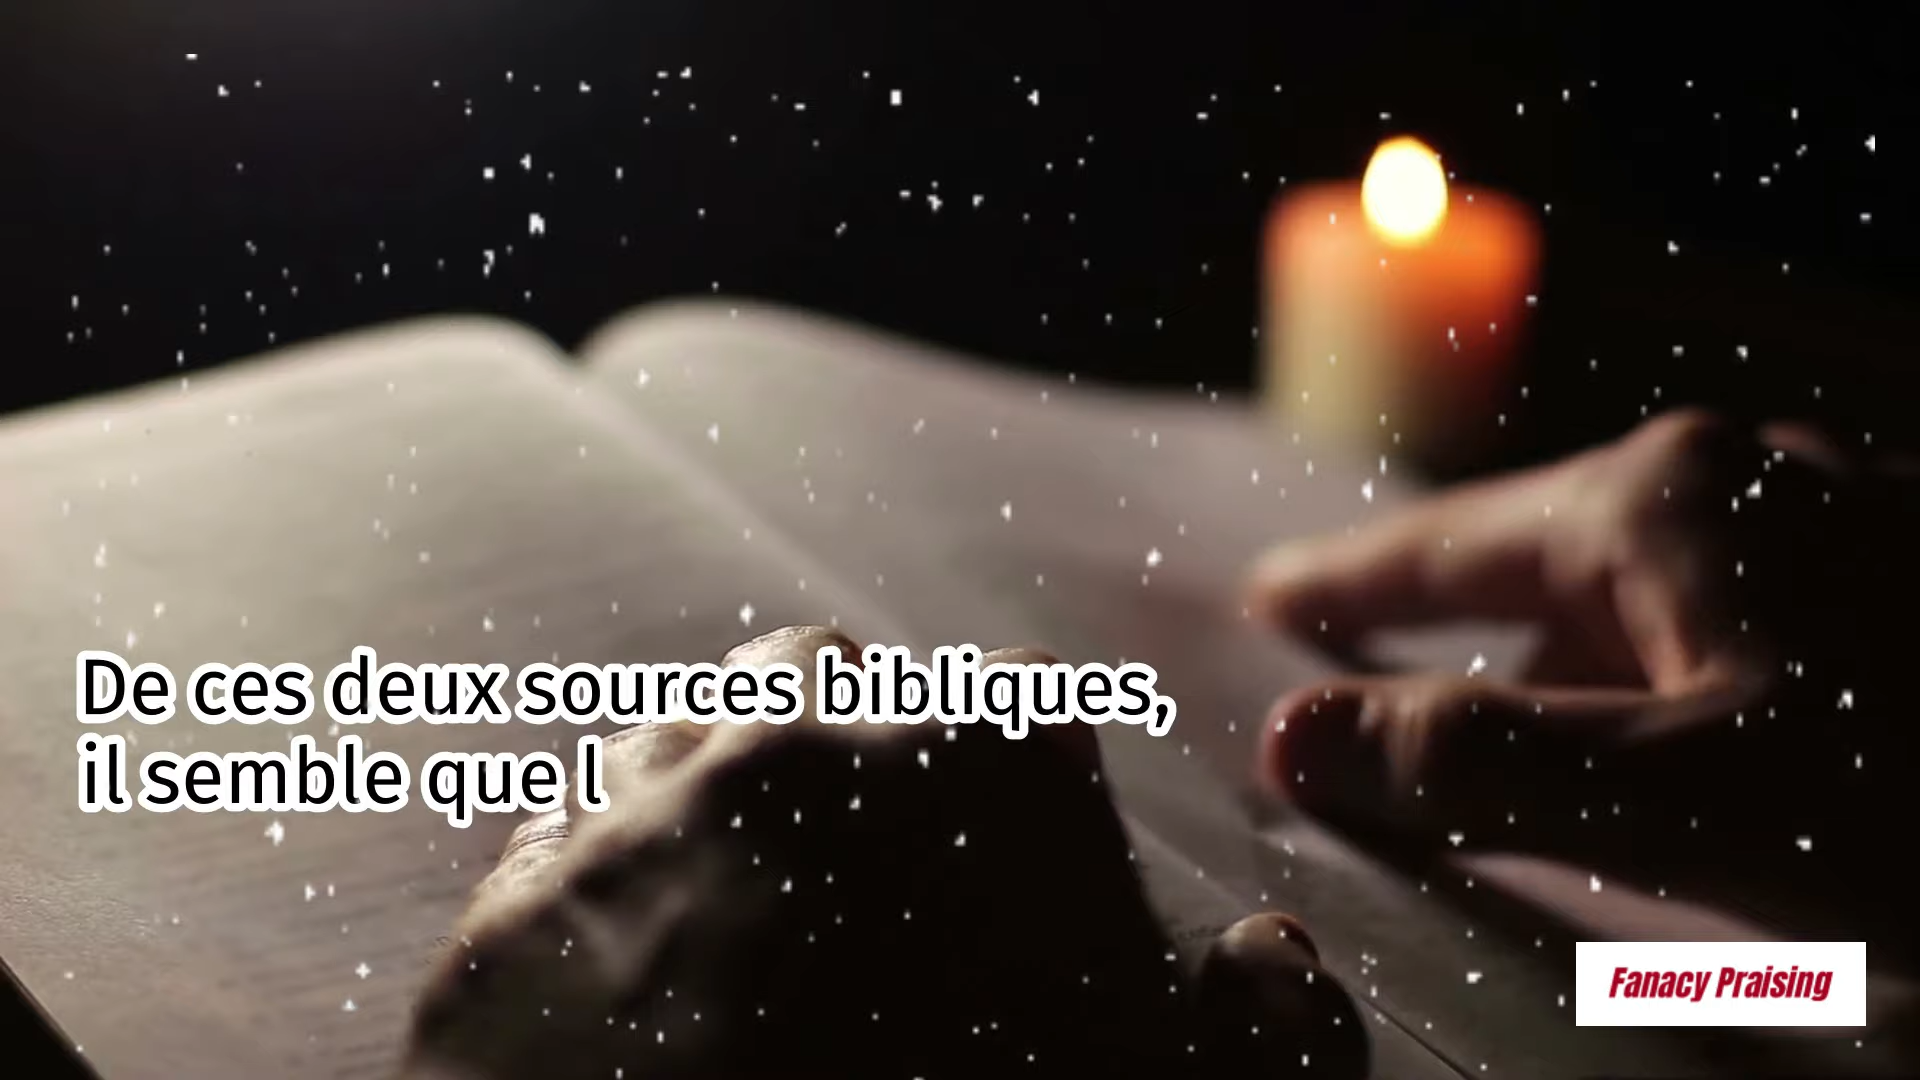 De ces deux sources bibliques,
il semble que l
Fanacy Praising